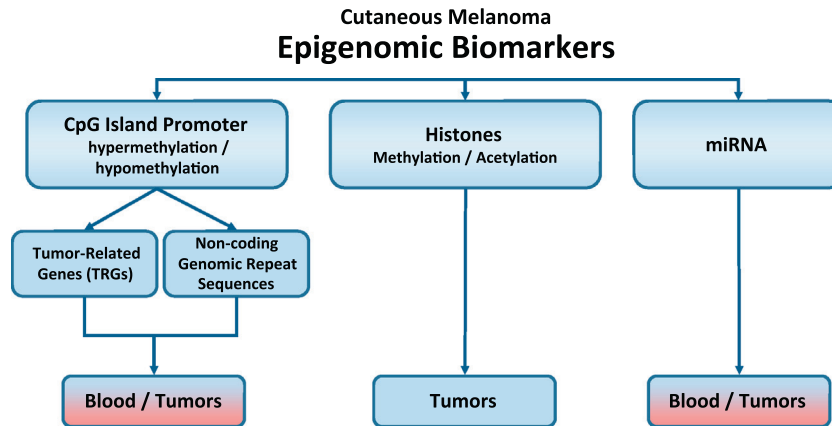 Cutaneous Melanoma
Epigenomic Biomarkers
CpG Island Promoter
hypermethylation /
hypomethylation
Histones
Methylation / Acetylation
miRNA
Tumor-Related
Genes (TRGs)
Non-coding
Genomic Repeat
Sequences
Blood / Tumors
Tumors
Blood / Tumors